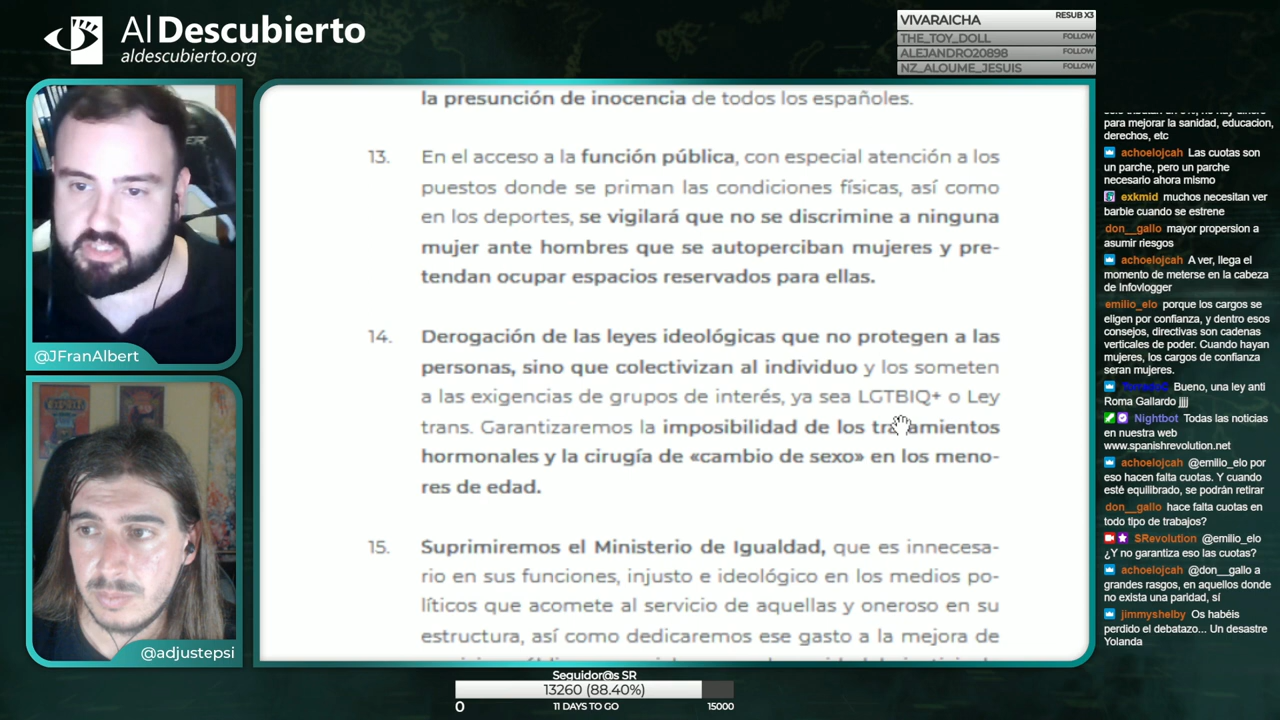 Al Descubierto
aldescubierto.org
VIVARAICHA RESUB X3
THE_TOY_DOLL FOLLOW
ALEJANDRO20898 FOLLOW
NZ_ALOUME_JESUIS FOLLOW
@JFranAlbert
@adjustepsi
la presunción de inocencia de todos los españoles.
13. En el acceso a la función pública, con especial atención a los
puestos donde se priman las condiciones físicas, así como
en los deportes, se vigilará que no se discrimine a ninguna
mujer ante hombres que se autoperciban mujeres y pre-
tendan ocupar espacios reservados para ellas.
14. Derogación de las leyes ideológicas que no protegen a las
personas, sino que colectivizan al individuo y los someten
a las exigencias de grupos de interés, ya sea LGTBIQ+ o Ley
trans. Garantizaremos la imposibilidad de los tratamientos
hormonales y la cirugía de «cambio de sexo» en los meno-
res de edad.
15. Suprimiremos el Ministerio de Igualdad, que es innecesa-
rio en sus funciones, injusto e ideológico en los medios po-
líticos que acomete al servicio de aquellas y oneroso en su
estructura, así como dedicaremos ese gasto a la mejora de
para mejorar la sanidad, educacion,
derechos, etc
achoelojcah Las cuotas son
un parche, pero un parche
necesario ahora mismo
exkmid muchos necesitan ver
barbie cuando se estrene
don__gallo mayor propersion a
asumir riesgos
achoelojcah A ver, llega el
momento de meterse en la cabeza
de Infovlogger
emilio_elo porque los cargos se
eligen por confianza, y dentro esos
consejos, directivas son cadenas
verticales de poder. Cuando hayan
mujeres, los cargos de confianza
seran mujeres.
Bueno, una ley anti
Roma Gallardo jjjj
Nightbot Todas las noticias
en nuestra web
www.spanishrevolution.net
achoelojcah @emilio_elo por
eso hacen falta cuotas. Y cuando
esté equilibrado, se podrán retirar
don__gallo hace falta cuotas en
todo tipo de trabajos?
SRevolution @emilio_elo
¿Y no garantiza eso las cuotas?
achoelojcah @don__gallo a
grandes rasgos, en aquellos donde
no exista una paridad, sí
jimmyshelby Os habéis
perdido el debatazo... Un desastre
Yolanda
Seguidor@s SR
13260 (88.40%)
0 11 DAYS TO GO 15000